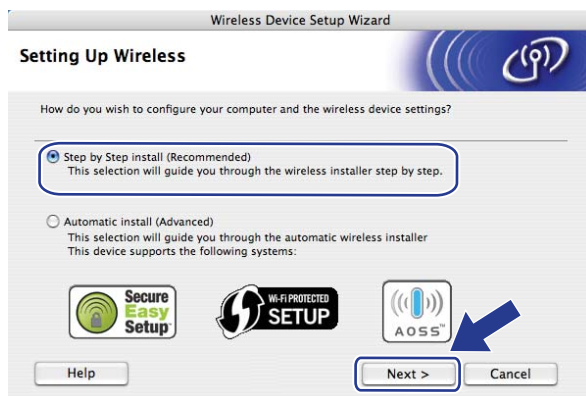 Wireless Device Setup Wizard
Setting Up Wireless
How do you wish to configure your computer and the wireless device settings?
Step by Step install (Recommended)
This selection will guide you through the wireless installer step by step.
Automatic install (Advanced)
This selection will guide you through the automatic wireless installer
This device supports the following systems:
Secure
Easy
Setup
Wi-Fi PROTECTED
SETUP
AOSS™
Help
Next >
Cancel